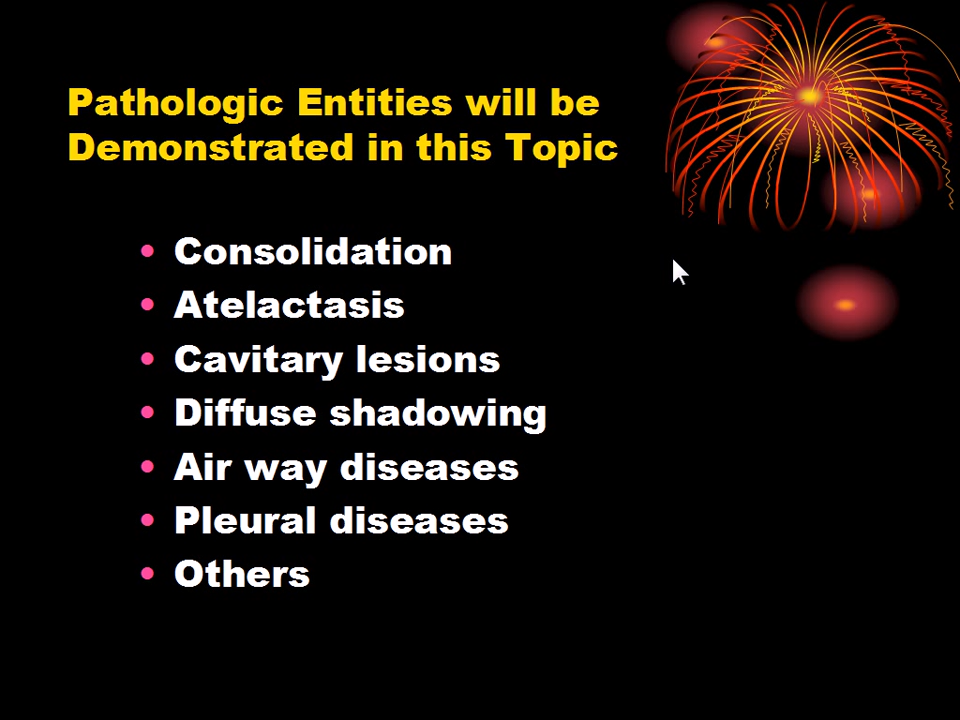 Pathologic Entities will be
Demonstrated in this Topic
• Consolidation
• Atelactasis
• Cavitary lesions
• Diffuse shadowing
• Air way diseases
• Pleural diseases
• Others